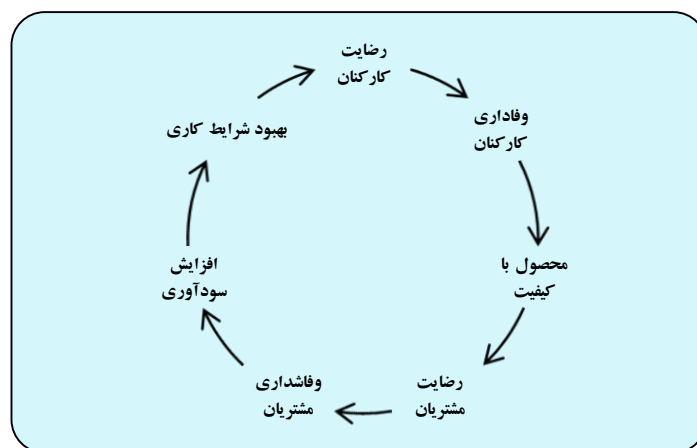 رضایت
کارکنان
وفاداری
کارکنان
محصول با
کیفیت
رضایت
مشتریان
وفاشداری
مشتریان
افزایش
سودآوری
بهبود شرایط کاری